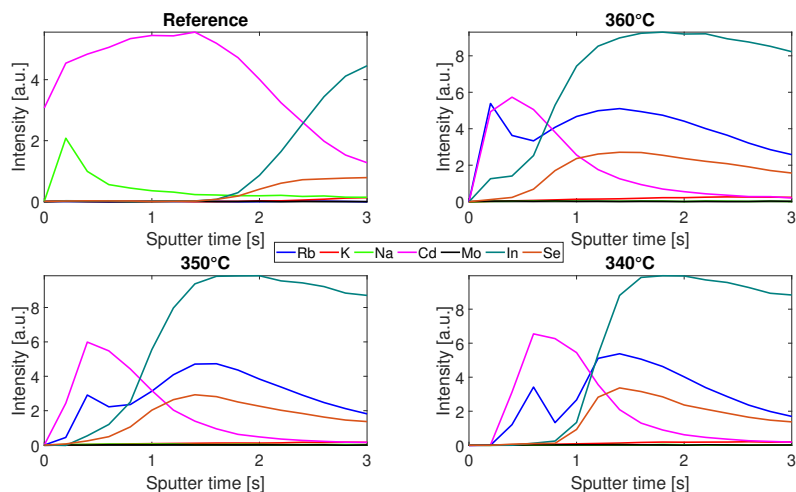 Reference
Intensity [a.u.]
4
2
0
0 1 2 3
Sputter time [s]
360°C
Intensity [a.u.]
8
6
4
2
0
0 1 2 3
Sputter time [s]
Rb K Na Cd Mo In Se
350°C
Intensity [a.u.]
8
6
4
2
0
0 1 2 3
Sputter time [s]
340°C
Intensity [a.u.]
8
6
4
2
0
0 1 2 3
Sputter time [s]